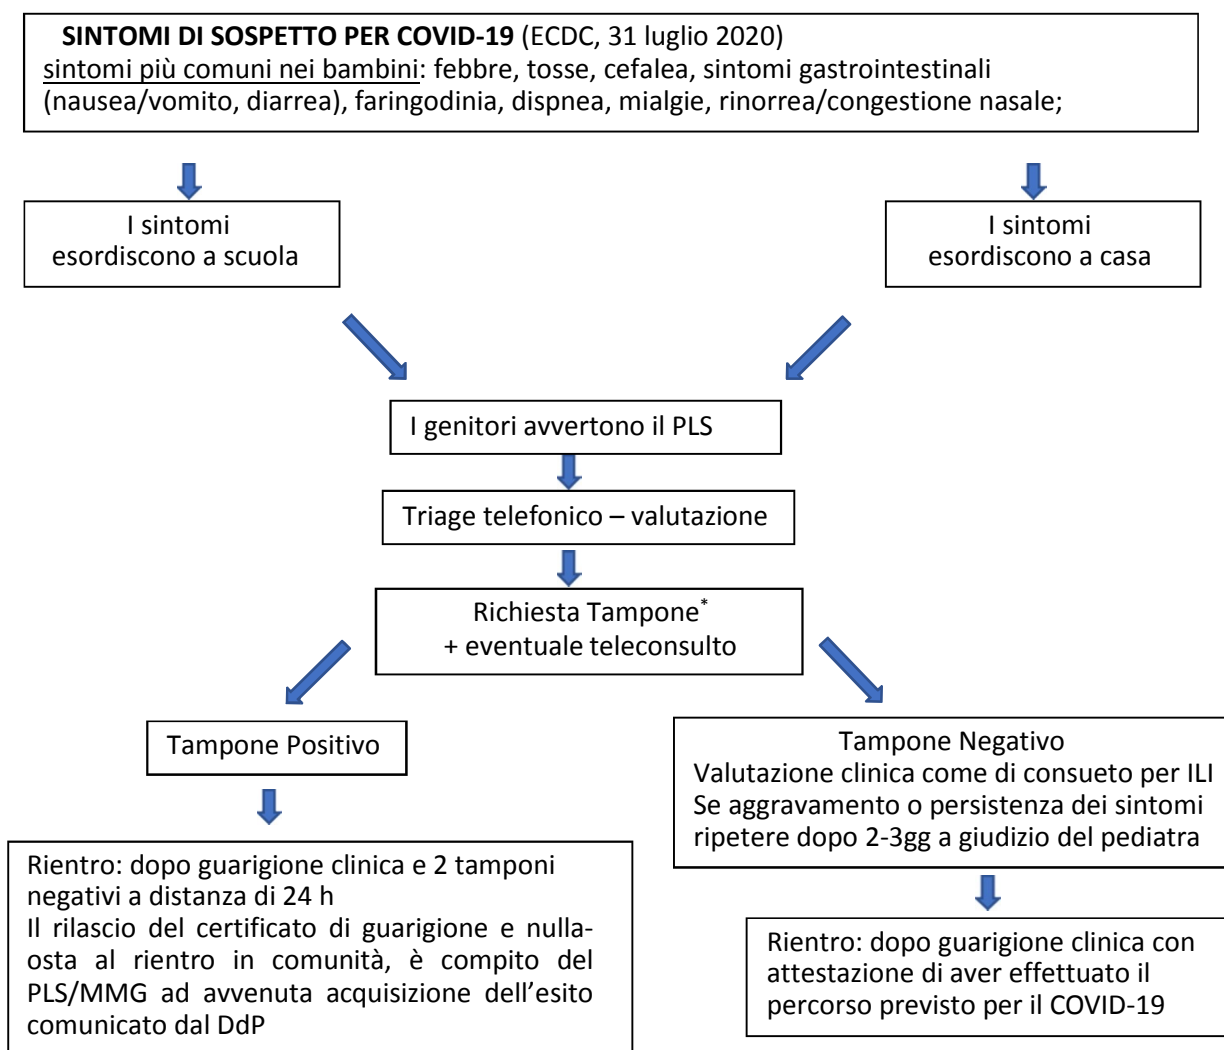 SINTOMI DI SOSPETTO PER COVID-19 (ECDC, 31 luglio 2020)
sintomi più comuni nei bambini: febbre, tosse, cefalea, sintomi gastrointestinali
(nausea/vomito, diarrea), faringodinia, dispnea, mialgie, rinorrea/congestione nasale;
I sintomi
esordiscono a scuola
I sintomi
esordiscono a casa
I genitori avvertono il PLS
Triage telefonico – valutazione
Richiesta Tampone*
+ eventuale teleconsulto
Tampone Positivo
Tampone Negativo
Valutazione clinica come di consueto per ILI
Se aggravamento o persistenza dei sintomi
ripetere dopo 2-3gg a giudizio del pediatra
Rientro: dopo guarigione clinica e 2 tamponi
negativi a distanza di 24 h
Il rilascio del certificato di guarigione e nulla-
osta al rientro in comunità, è compito del
PLS/MMG ad avvenuta acquisizione dell’esito
comunicato dal DdP
Rientro: dopo guarigione clinica con
attestazione di aver effettuato il
percorso previsto per il COVID-19